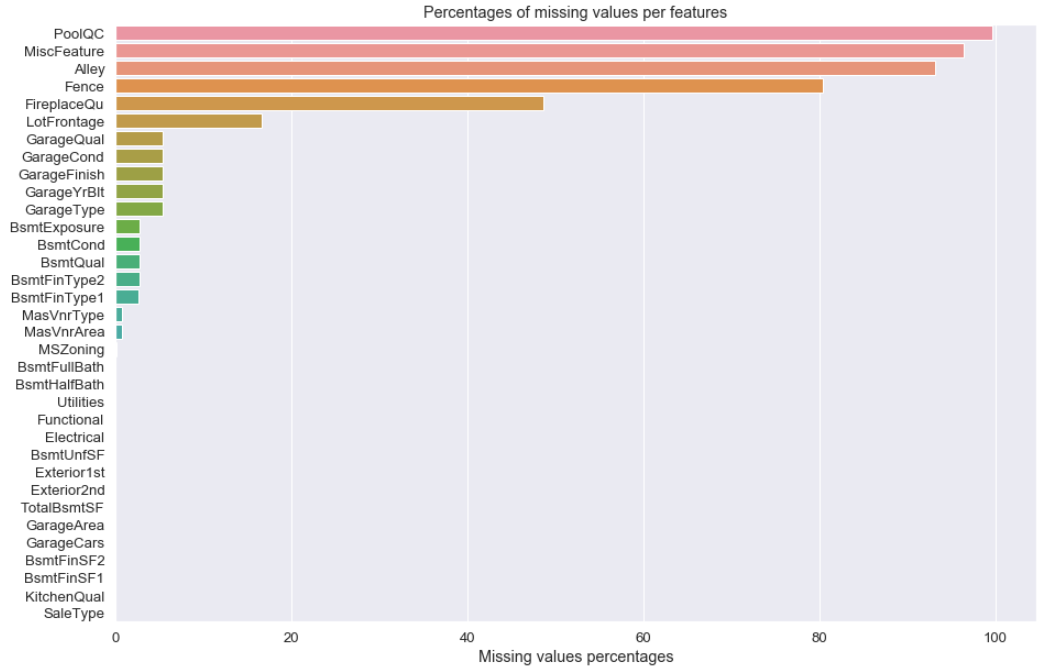 Percentages of missing values per features
PoolQC
MiscFeature
Alley
Fence
FireplaceQu
LotFrontage
GarageQual
GarageCond
GarageFinish
GarageYrBlt
GarageType
BsmtExposure
BsmtCond
BsmtQual
BsmtFinType2
BsmtFinType1
MasVnrType
MasVnrArea
MSZoning
BsmtFullBath
BsmtHalfBath
Utilities
Functional
Electrical
BsmtUnfSF
Exterior1st
Exterior2nd
TotalBsmtSF
GarageArea
GarageCars
BsmtFinSF2
BsmtFinSF1
KitchenQual
SaleType
0 20 40 60 80 100
Missing values percentages